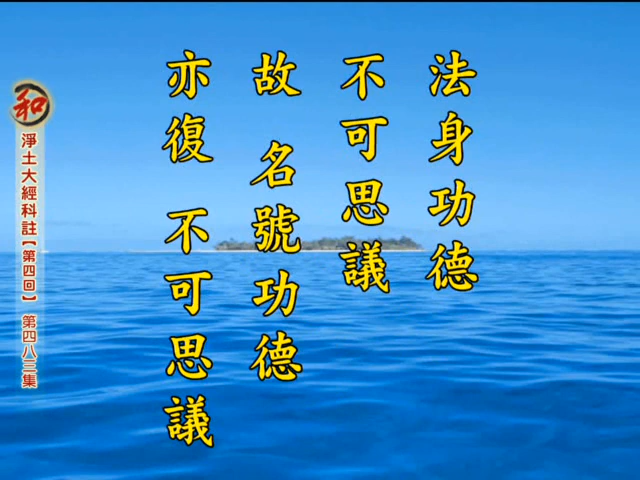 法身功德
不可思議
故 名號功德
亦復 不可思議
和
淨土大經科註【第四回】 第四八三集